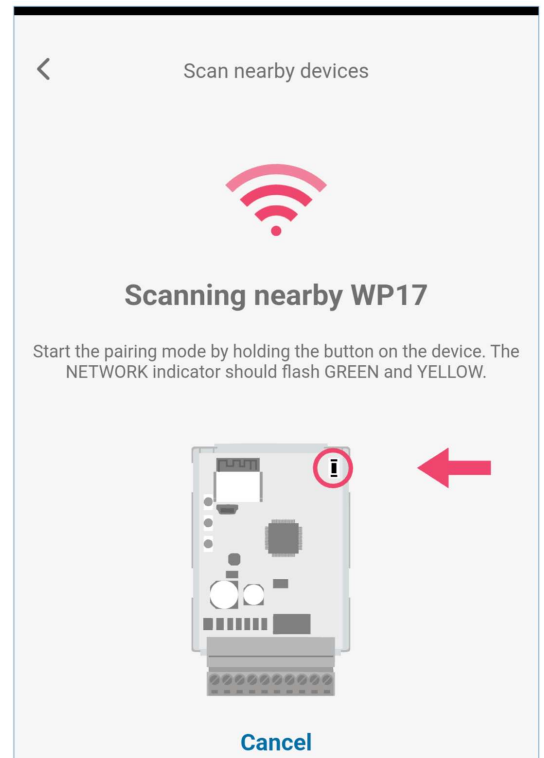 Scan nearby devices
Scanning nearby WP17
Start the pairing mode by holding the button on the device. The
NETWORK indicator should flash GREEN and YELLOW.
Cancel